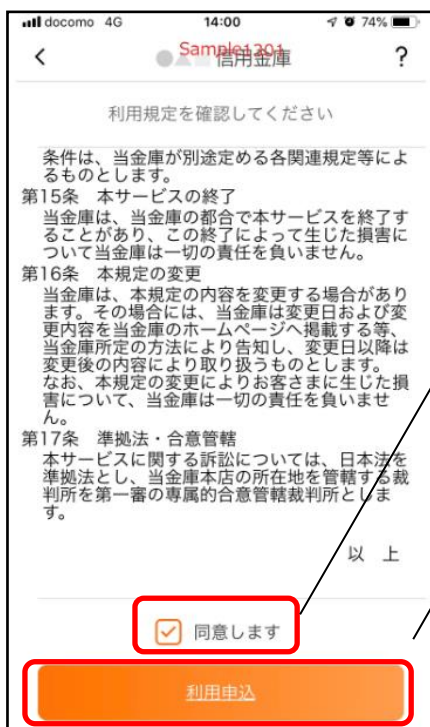 docomo 4G 14:00 74%
Sample1201
信用金庫 ?
利用規定を確認してください
条件は、当金庫が別途定める各関連規定等によ
るものとします。
第15条 本サービスの終了
当金庫は、当金庫の都合で本サービスを終了す
ることがあり、この終了によって生じた損害に
ついて当金庫は一切の責任を負いません。
第16条 本規定の変更
当金庫は、本規定の内容を変更する場合があり
ます。その場合には、当金庫は変更日および変
更内容を当金庫のホームページへ掲載する等、
当金庫所定の方法により告知し、変更日以降は
変更後の内容により取り扱うものとします。
なお、本規定の変更によりお客さまに生じた損
害について、当金庫は一切の責任を負いませ
ん。
第17条 準拠法・合意管轄
本サービスに関する訴訟については、日本法を
準拠法とし、当金庫本店の所在地を管轄する裁
判所を第一審の専属的合意管轄裁判所としま
す。
以 上
同意します
利用申込